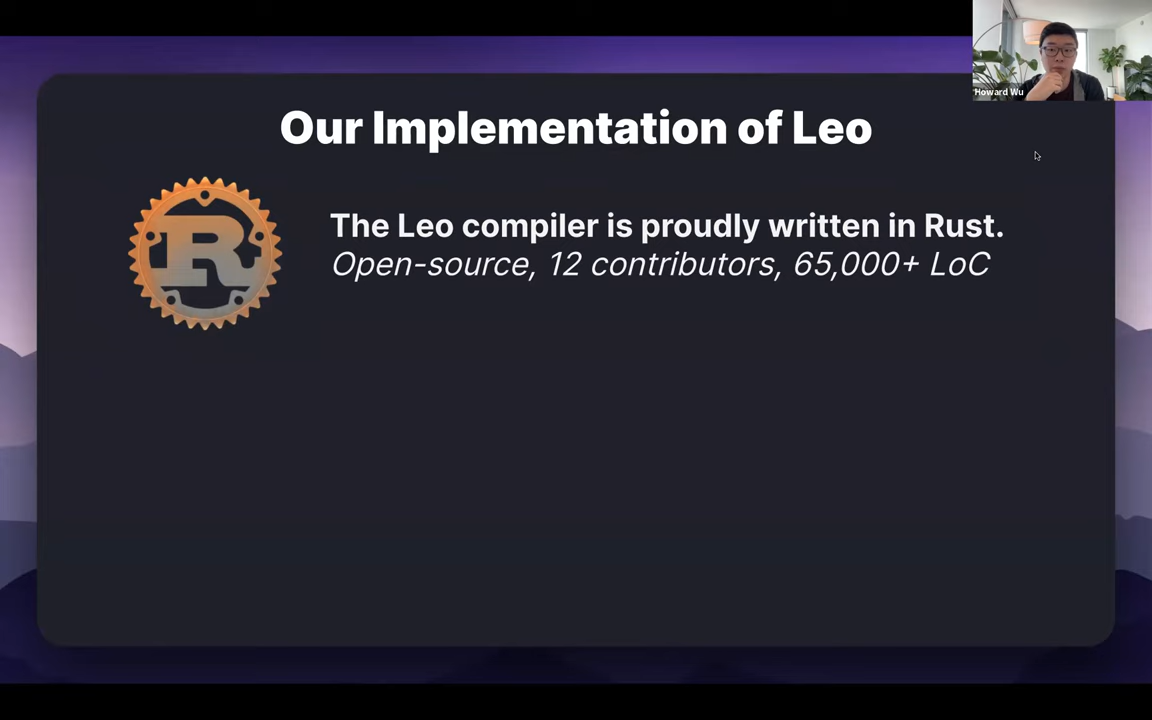 Howard Wu
Our Implementation of Leo
R
The Leo compiler is proudly written in Rust.
Open-source, 12 contributors, 65,000+ LoC